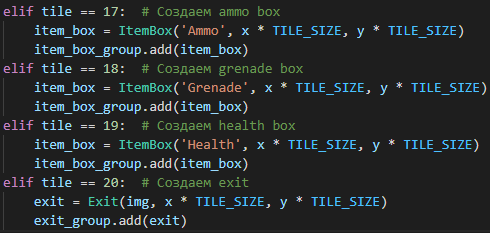 elif tile == 17:  # Создаем ammo box
    item_box = ItemBox('Ammo', x * TILE_SIZE, y * TILE_SIZE)
    item_box_group.add(item_box)
elif tile == 18:  # Создаем grenade box
    item_box = ItemBox('Grenade', x * TILE_SIZE, y * TILE_SIZE)
    item_box_group.add(item_box)
elif tile == 19:  # Создаем health box
    item_box = ItemBox('Health', x * TILE_SIZE, y * TILE_SIZE)
    item_box_group.add(item_box)
elif tile == 20:  # Создаем exit
    exit = Exit(img, x * TILE_SIZE, y * TILE_SIZE)
    exit_group.add(exit)